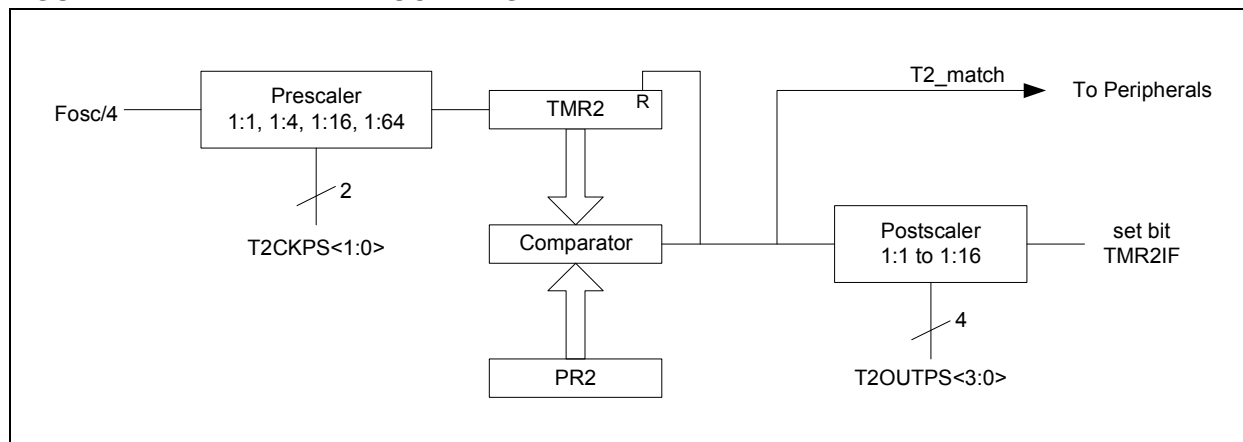 T2_match
To Peripherals
Fosc/4
Prescaler
1:1, 1:4, 1:16, 1:64
TMR2
R
2
T2CKPS<1:0>
Comparator
Postscaler
1:1 to 1:16
set bit
TMR2IF
4
PR2
T2OUTPS<3:0>